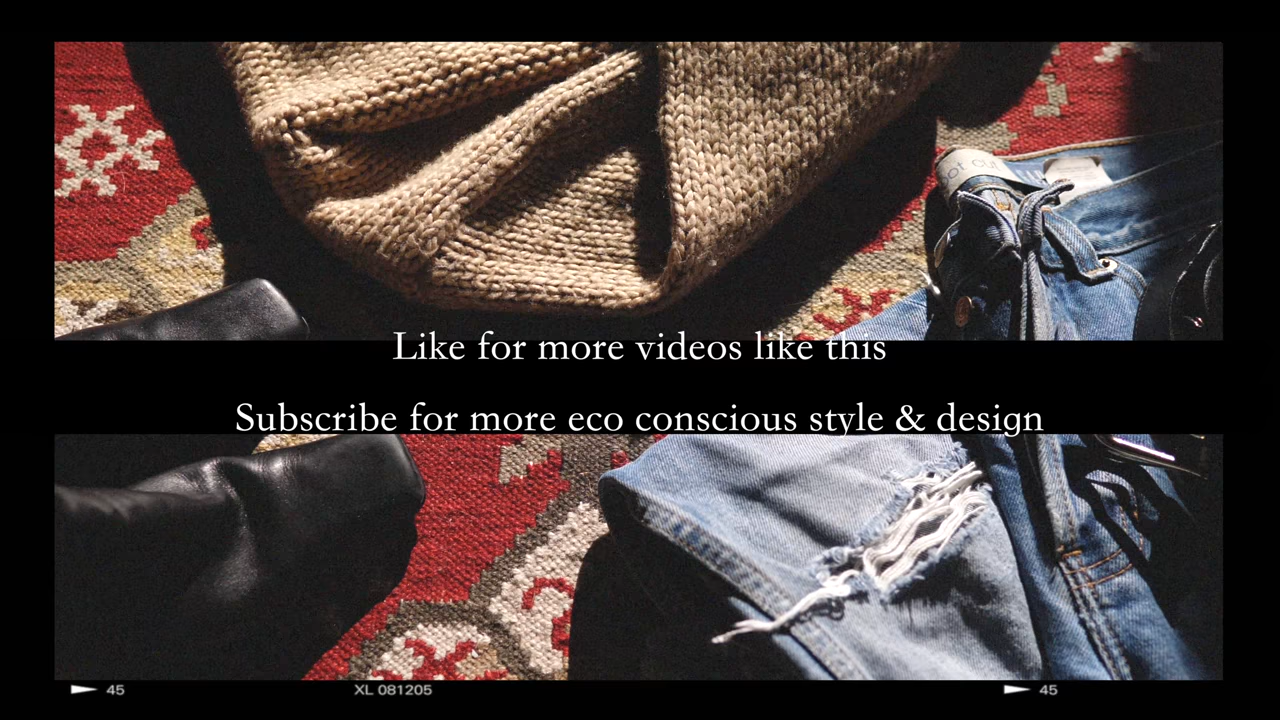 Like for more videos like this
Subscribe for more eco conscious style & design
45
XL 081205
45